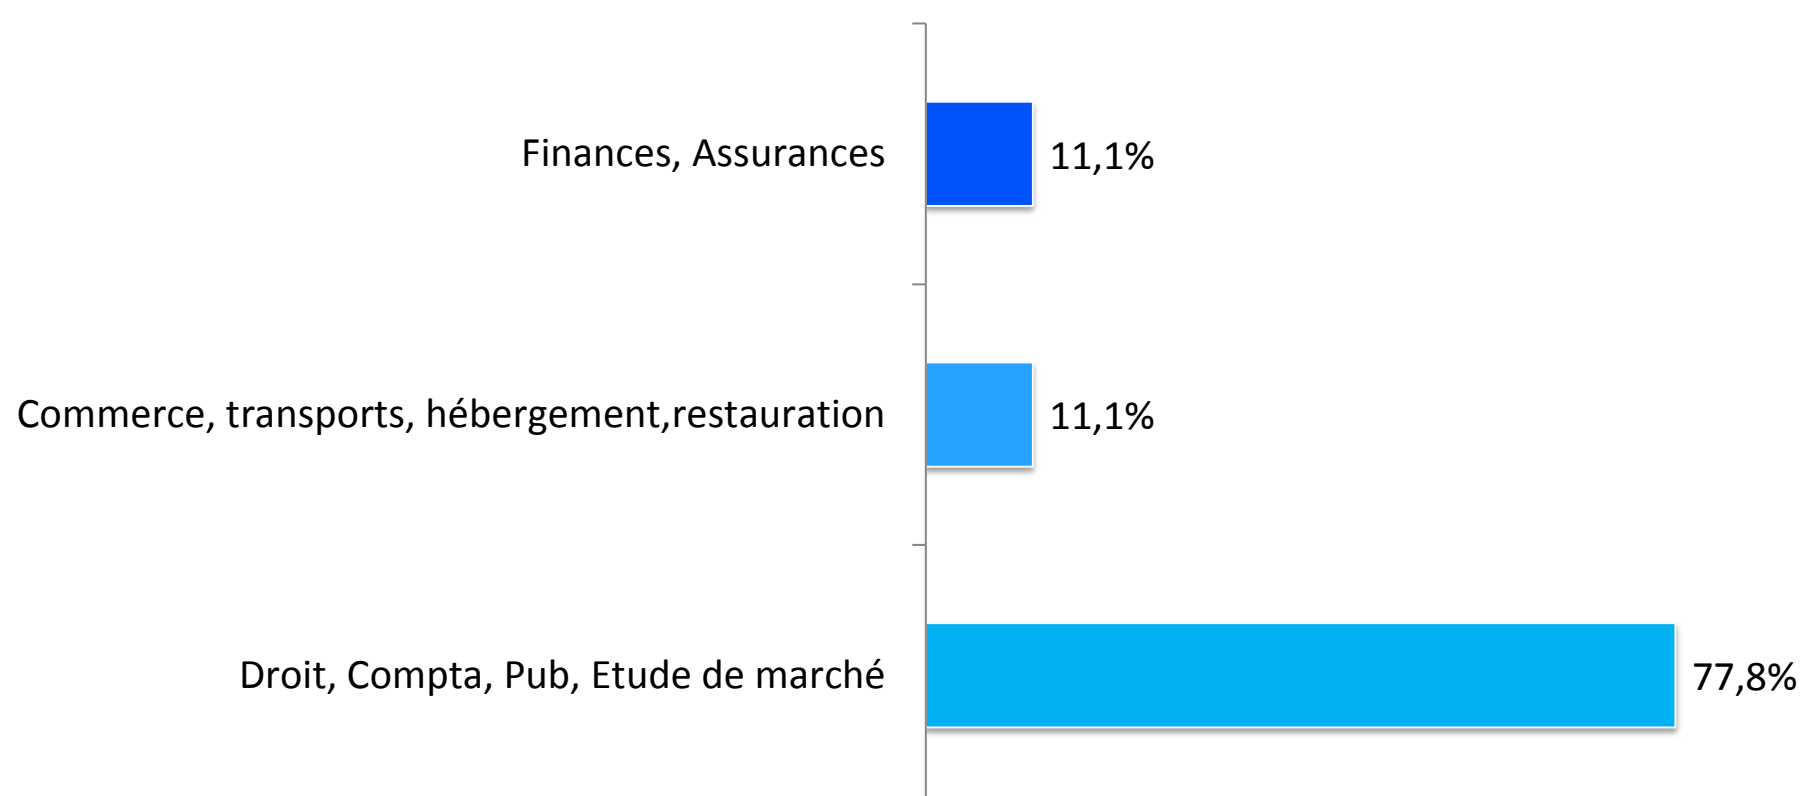 Finances, Assurances 11,1%
Commerce, transports, hébergement,restauration 11,1%
Droit, Compta, Pub, Etude de marché 77,8%